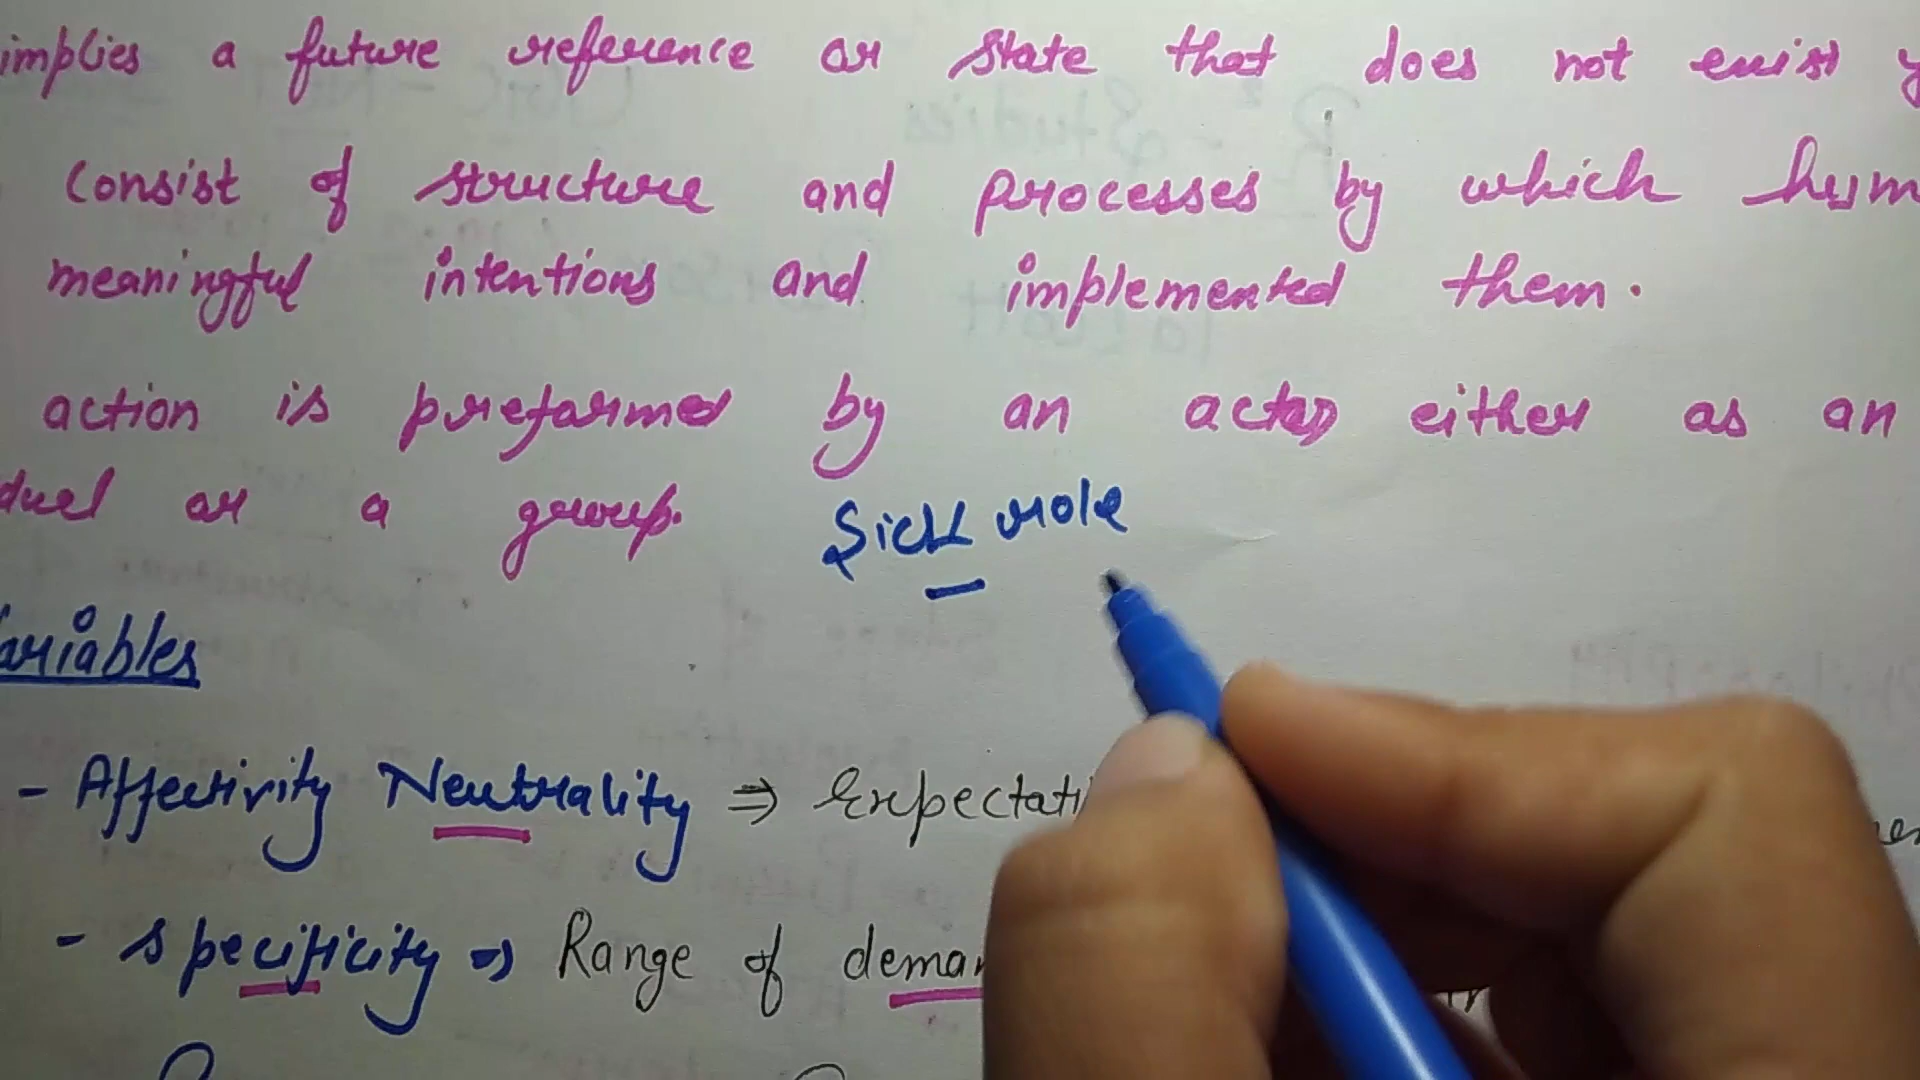 implies a future reference or state that does not exist y
consist of structure and processes by which hum
meaningful intentions and implemented them.
action is preformed by an actor either as an
duel or a group. Sick role
ariables
- Affectivity Neutrality ⇒ Expectati
- specificity ⇒ Range of deman